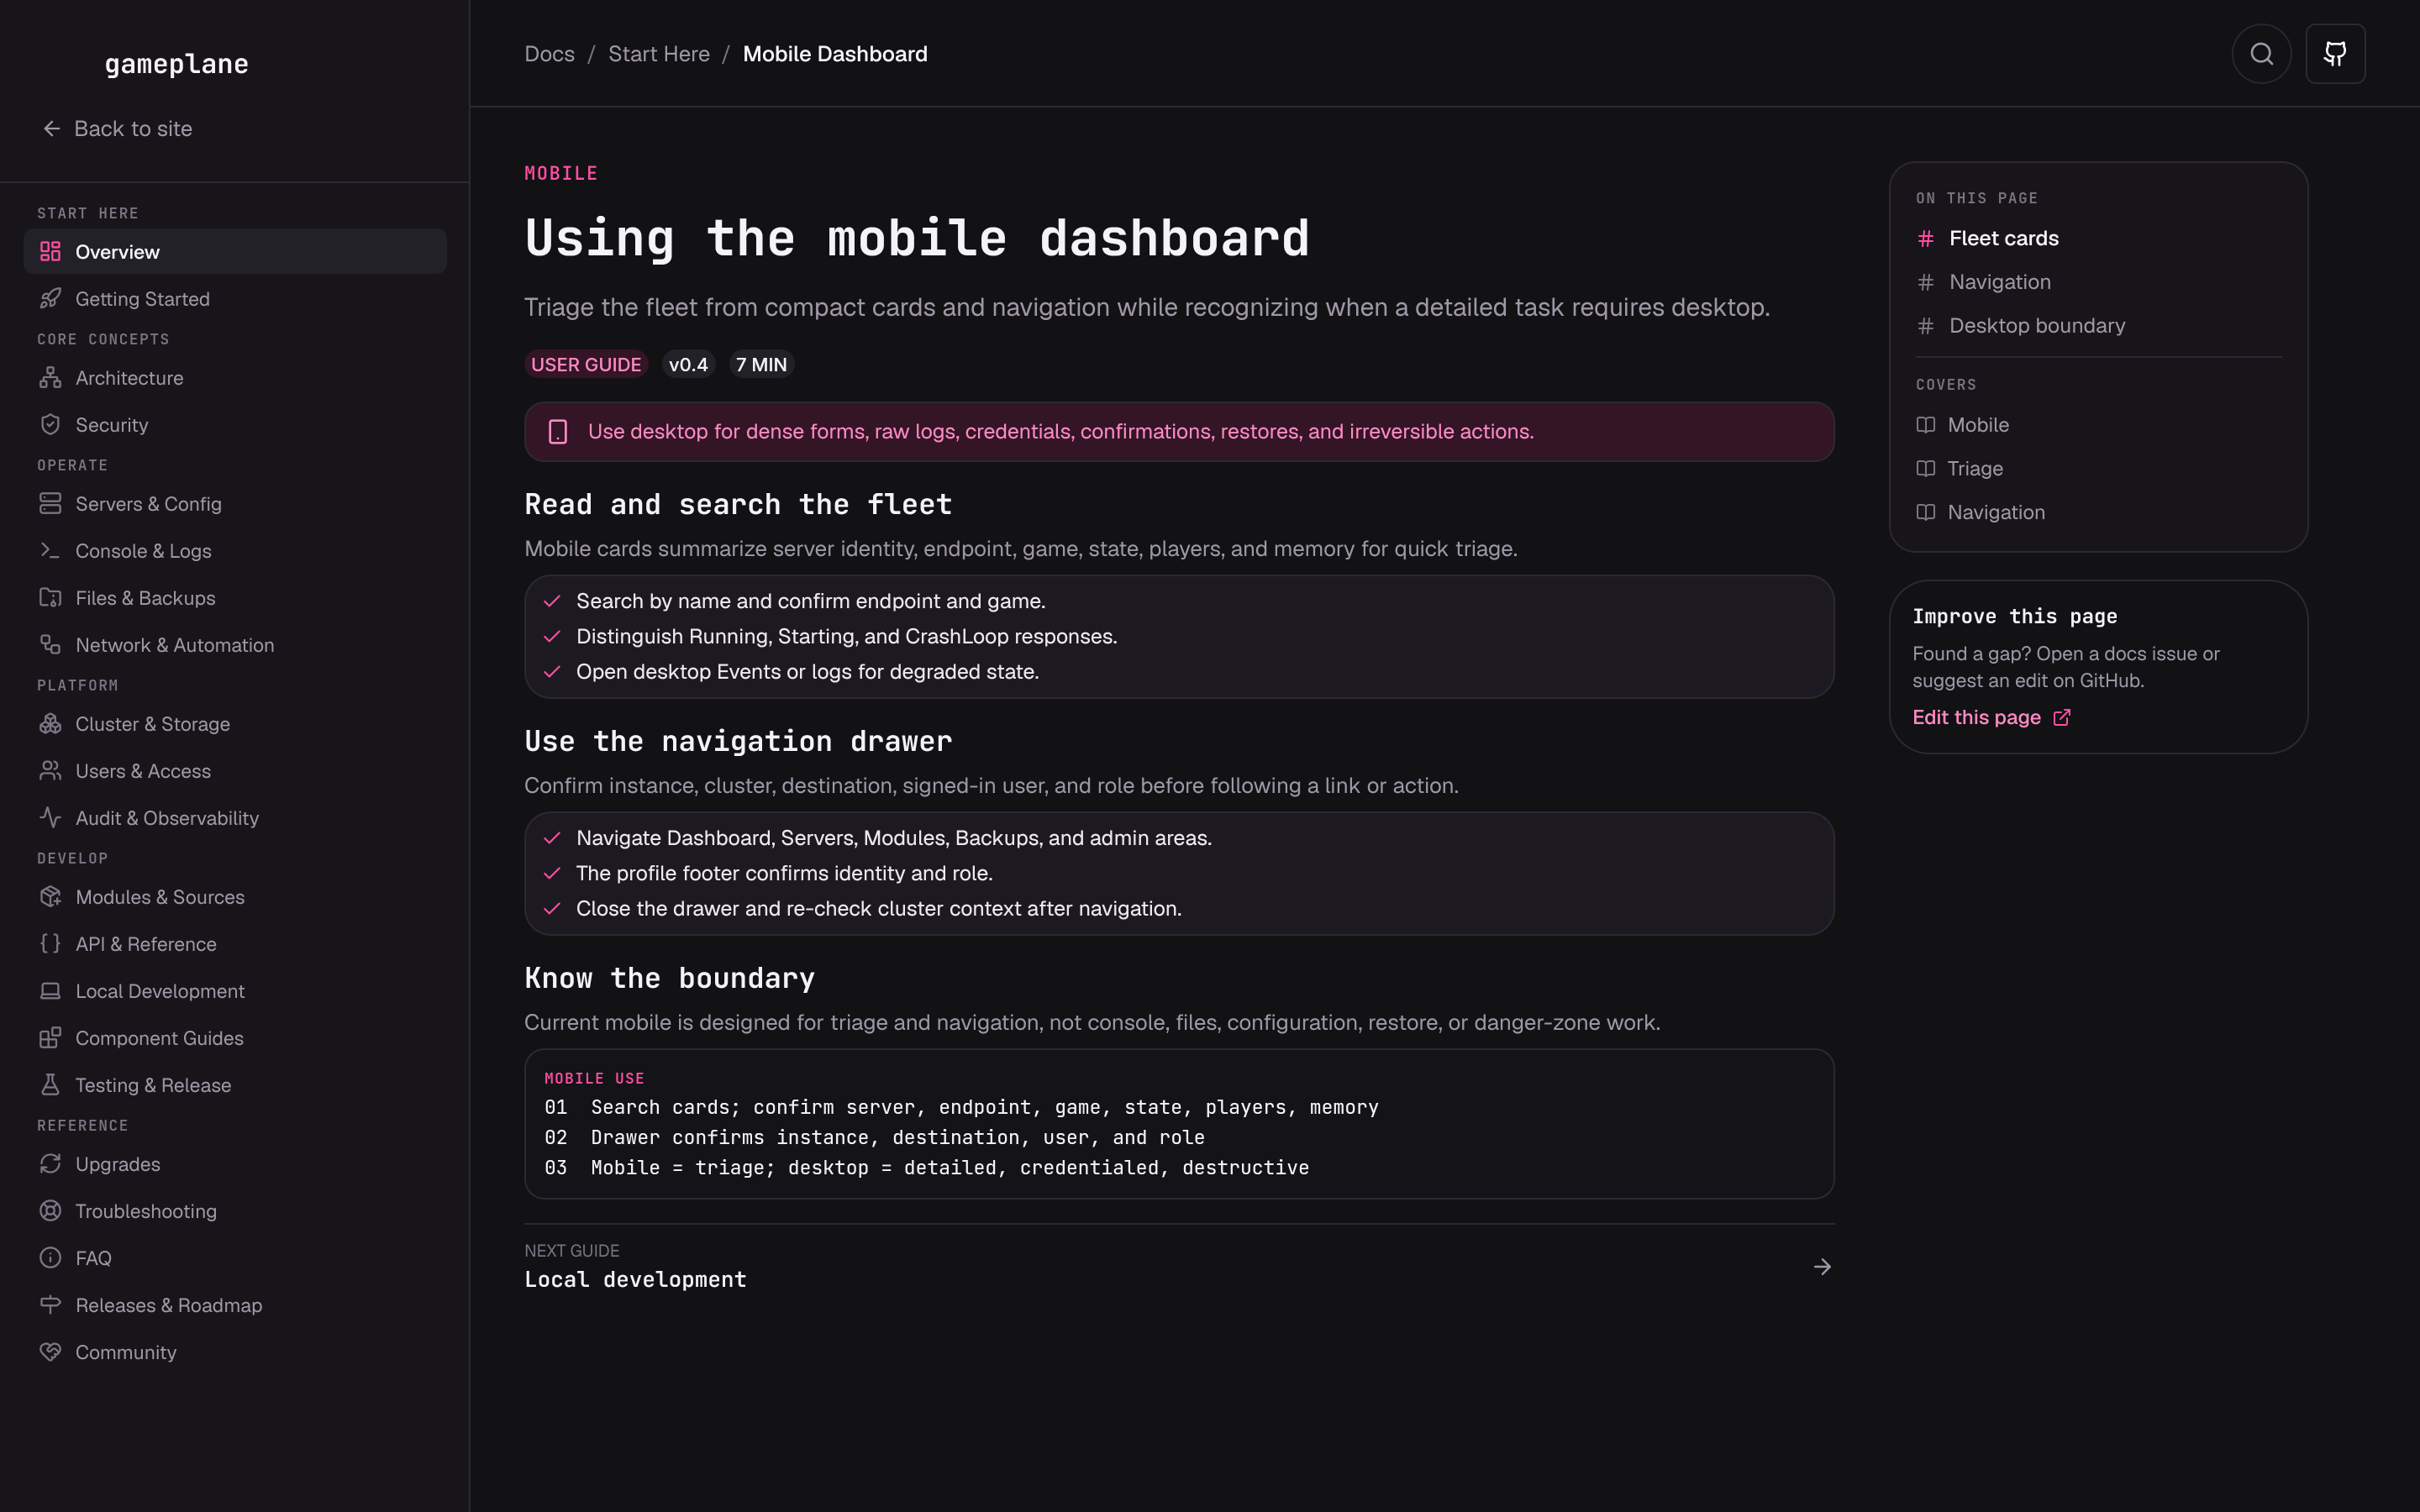 gameplane
Back to site
START HERE
Overview
Getting Started
CORE CONCEPTS
Architecture
Security
OPERATE
Servers & Config
Console & Logs
Files & Backups
Network & Automation
PLATFORM
Cluster & Storage
Users & Access
Audit & Observability
DEVELOP
Modules & Sources
API & Reference
Local Development
Component Guides
Testing & Release
REFERENCE
Upgrades
Troubleshooting
FAQ
Releases & Roadmap
Community
Docs / Start Here / Mobile Dashboard
MOBILE
Using the mobile dashboard
Triage the fleet from compact cards and navigation while recognizing when a detailed task requires desktop.
USER GUIDE v0.4 7 MIN
Use desktop for dense forms, raw logs, credentials, confirmations, restores, and irreversible actions.
Read and search the fleet
Mobile cards summarize server identity, endpoint, game, state, players, and memory for quick triage.
Search by name and confirm endpoint and game.
Distinguish Running, Starting, and CrashLoop responses.
Open desktop Events or logs for degraded state.
Use the navigation drawer
Confirm instance, cluster, destination, signed-in user, and role before following a link or action.
Navigate Dashboard, Servers, Modules, Backups, and admin areas.
The profile footer confirms identity and role.
Close the drawer and re-check cluster context after navigation.
Know the boundary
Current mobile is designed for triage and navigation, not console, files, configuration, restore, or danger-zone work.
MOBILE USE
01 Search cards; confirm server, endpoint, game, state, players, memory
02 Drawer confirms instance, destination, user, and role
03 Mobile = triage; desktop = detailed, credentialed, destructive
NEXT GUIDE
Local development
ON THIS PAGE
# Fleet cards
# Navigation
# Desktop boundary
COVERS
Mobile
Triage
Navigation
Improve this page
Found a gap? Open a docs issue or
suggest an edit on GitHub.
Edit this page